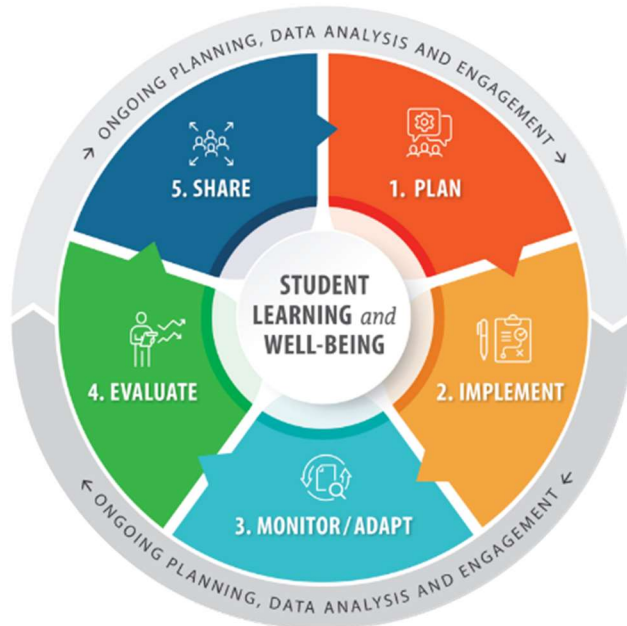 → ONGOING PLANNING, DATA ANALYSIS AND ENGAGEMENT →
5. SHARE
1. PLAN
STUDENT
LEARNING and
WELL-BEING
4. EVALUATE
2. IMPLEMENT
3. MONITOR/ADAPT
← ONGOING PLANNING, DATA ANALYSIS AND ENGAGEMENT ←